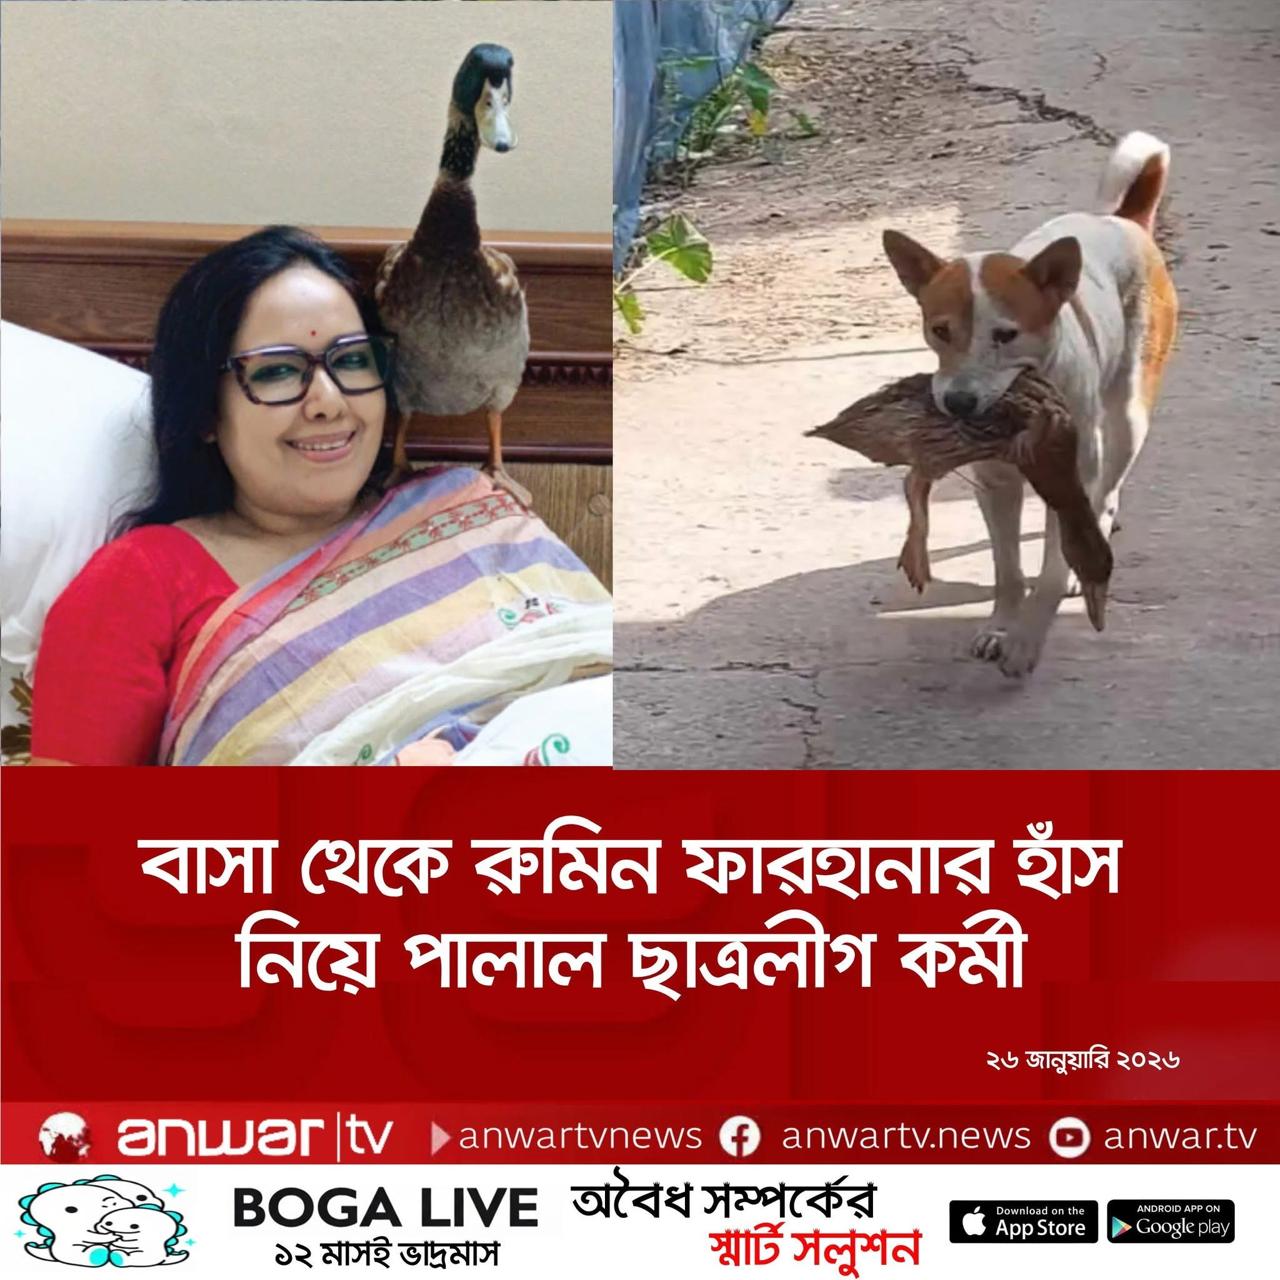 বাসা থেকে রুমিন ফারহানার হাঁস
নিয়ে পালাল ছাত্রলীগ কর্মী
২৬ জানুয়ারি ২০২৬
anwar|tv anwartvnews anwartv.news anwar.tv
BOGA LIVE
১২ মাসই ভাদ্রমাস
অবৈধ সম্পর্কের
স্মার্ট সলুশন
Download on the
App Store
ANDROID APP ON
Google play